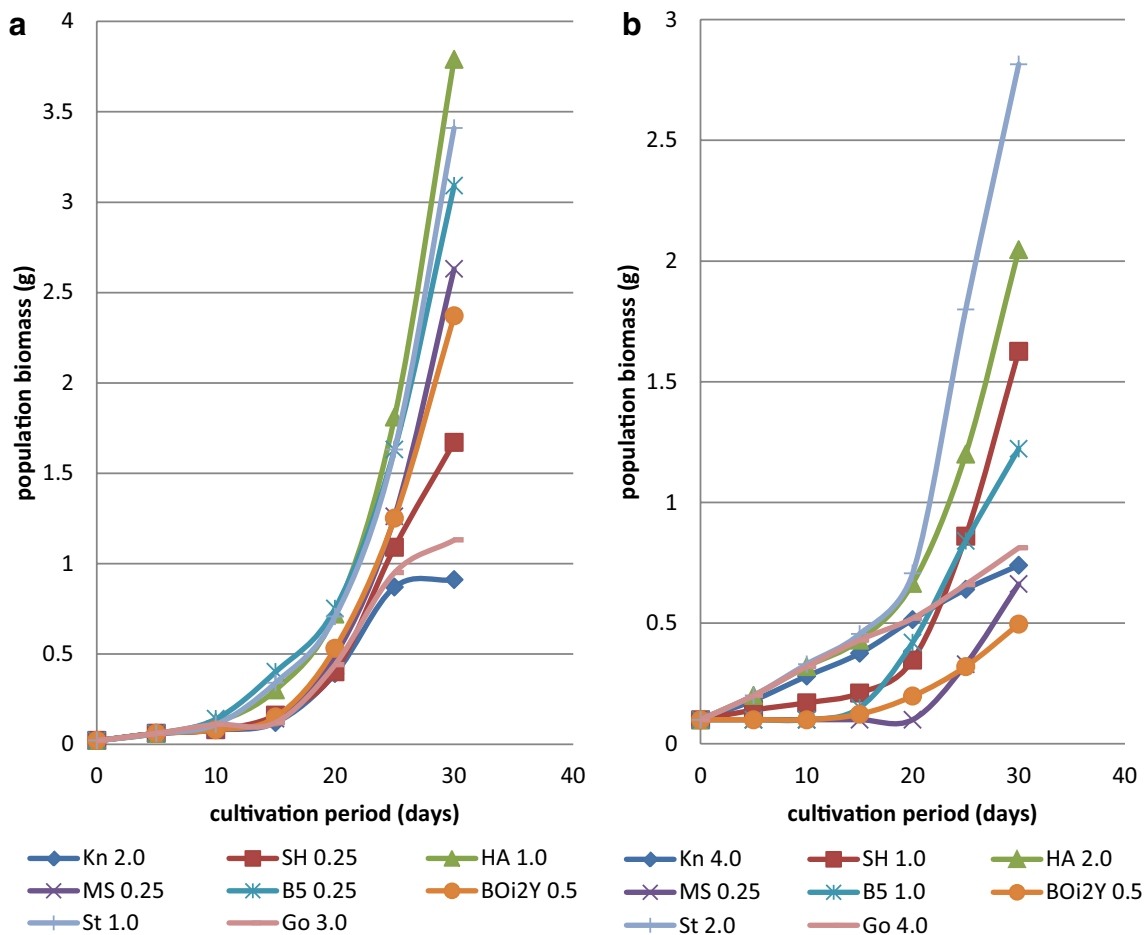 a
4
3.5
3
2.5
2
1.5
1
0.5
0
population biomass (g)
0 10 20 30 40
cultivation period (days)
Kn 2.0 SH 0.25 HA 1.0
MS 0.25 B5 0.25 BOi2Y 0.5
St 1.0 Go 3.0
b
3
2.5
2
1.5
1
0.5
0
population biomass (g)
0 10 20 30 40
cultivation period (days)
Kn 4.0 SH 1.0 HA 2.0
MS 0.25 B5 1.0 BOi2Y 0.5
St 2.0 Go 4.0